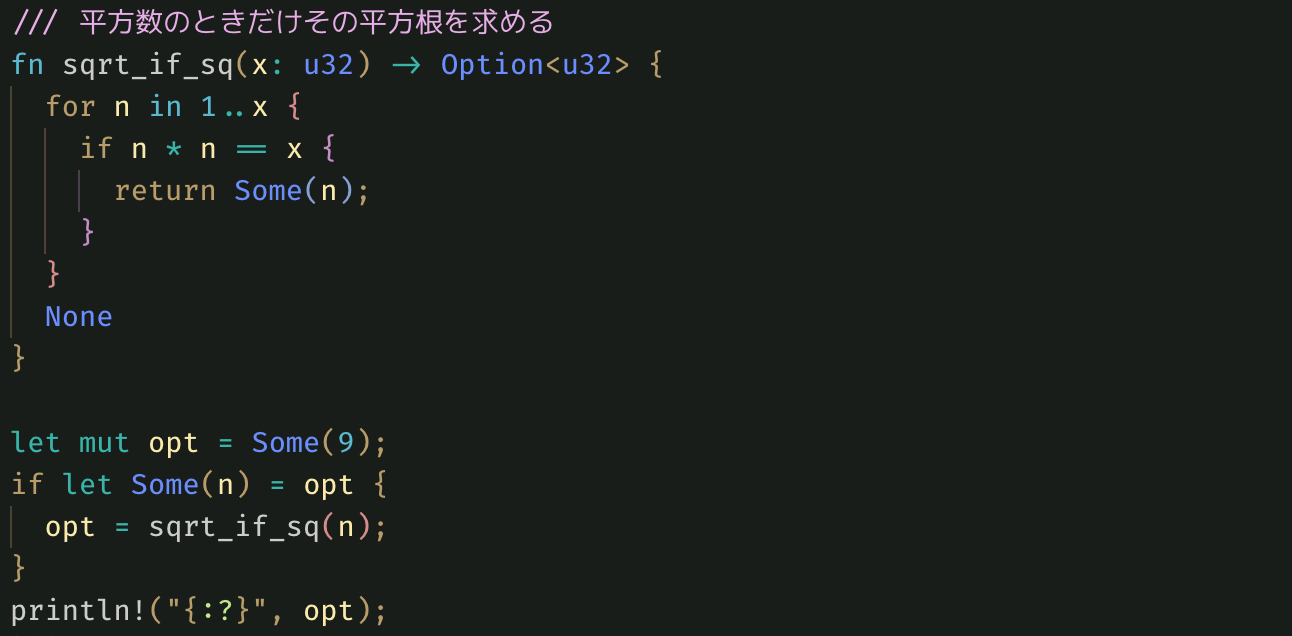 /// 平方数のときだけその平方根を求める
fn sqrt_if_sq(x: u32) -> Option<u32> {
  for n in 1..x {
    if n * n == x {
      return Some(n);
    }
  }
  None
}

let mut opt = Some(9);
if let Some(n) = opt {
  opt = sqrt_if_sq(n);
}
println!("{:?}", opt);